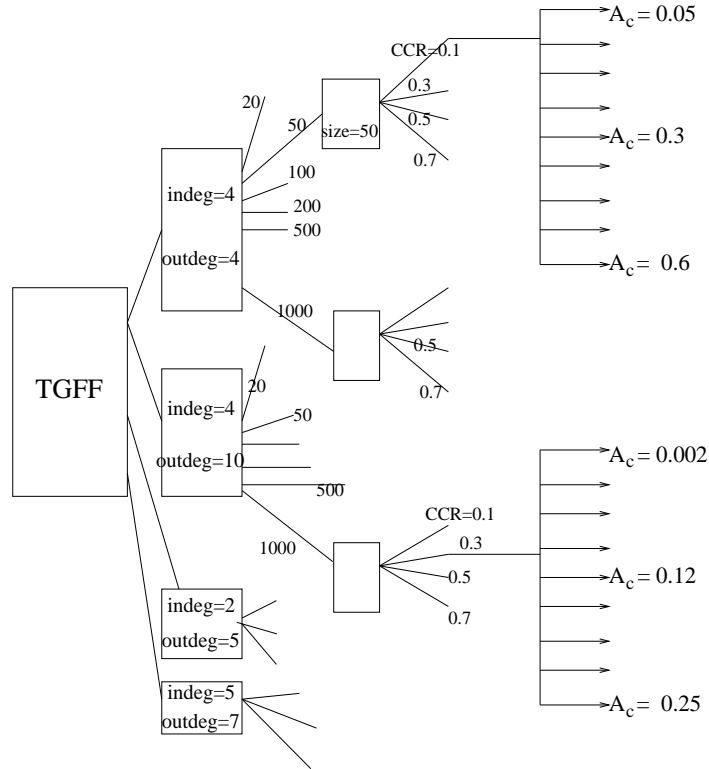 A_c = 0.05
CCR=0.1
0.3
20
50
size=50
0.5
A_c = 0.3
0.7
100
indeg=4
200
500
outdeg=4
A_c = 0.6
1000
0.5
TGFF
20
0.7
indeg=4
50
A_c = 0.002
outdeg=10
500
CCR=0.1
1000
0.3
0.5
A_c = 0.12
indeg=2
0.7
outdeg=5
indeg=5
A_c = 0.25
outdeg=7